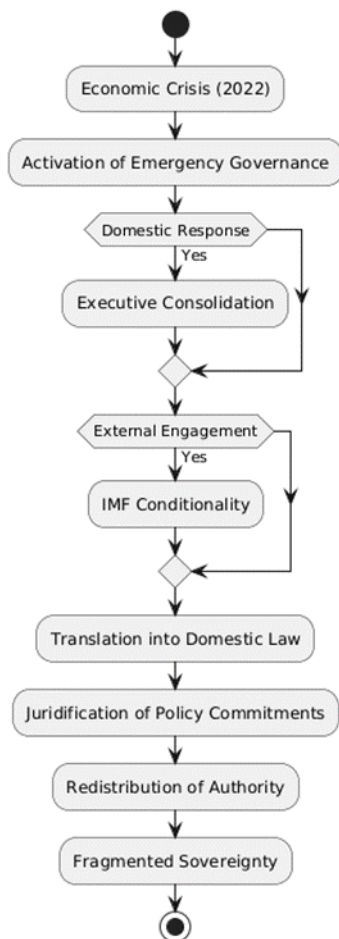 Economic Crisis (2022)
Activation of Emergency Governance
Domestic Response
Yes
Executive Consolidation
External Engagement
Yes
IMF Conditionality
Translation into Domestic Law
Juridification of Policy Commitments
Redistribution of Authority
Fragmented Sovereignty